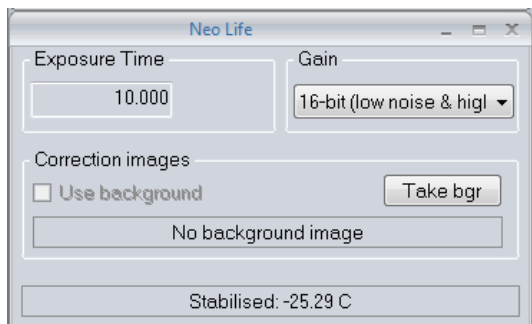 Neo Life
Exposure Time
10.000
Gain
16-bit (low noise & higl
Correction images
Use background
Take bgr
No background image
Stabilised: -25.29 C